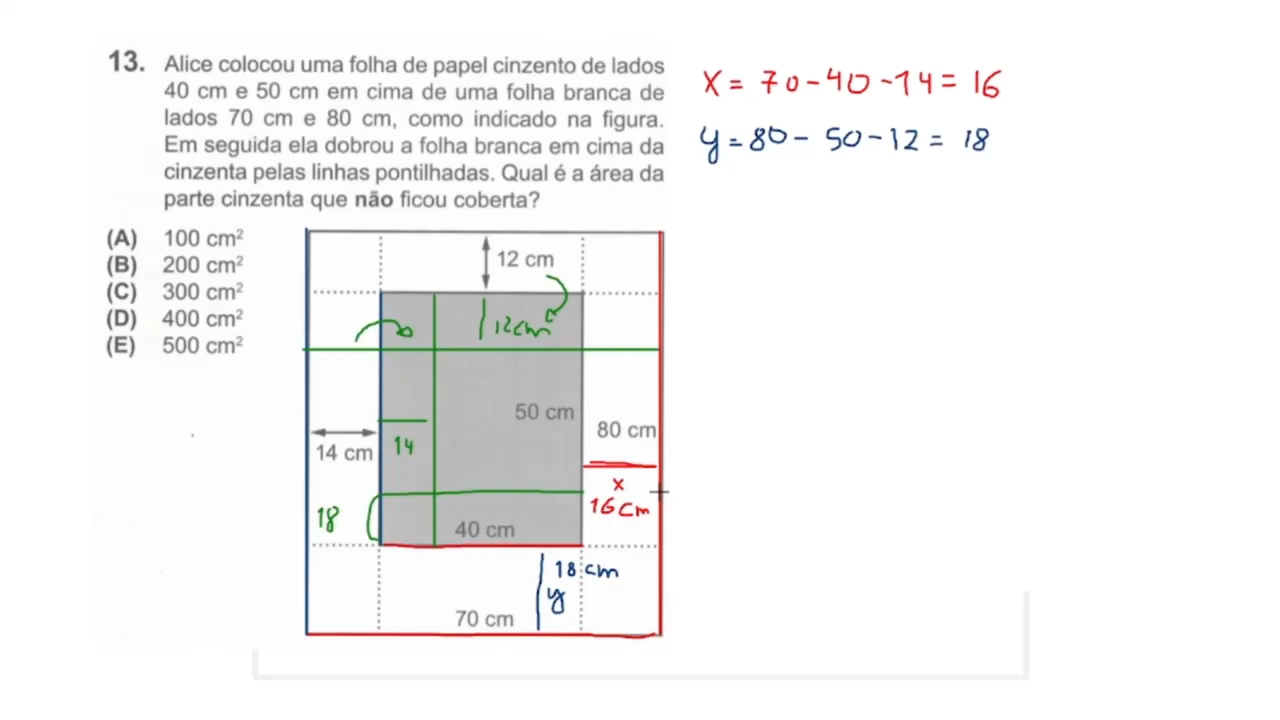 13. Alice colocou uma folha de papel cinzento de lados
40 cm e 50 cm em cima de uma folha branca de
lados 70 cm e 80 cm, como indicado na figura.
Em seguida ela dobrou a folha branca em cima da
cinzenta pelas linhas pontilhadas. Qual é a área da
parte cinzenta que não ficou coberta?
(A) 100 cm²
(B) 200 cm²
(C) 300 cm²
(D) 400 cm²
(E) 500 cm²
x = 70 - 40 - 14 = 16
y = 80 - 50 - 12 = 18
12 cm
12cm
50 cm
80 cm
14 cm
14
x
16cm
18
40 cm
18 cm
y
70 cm